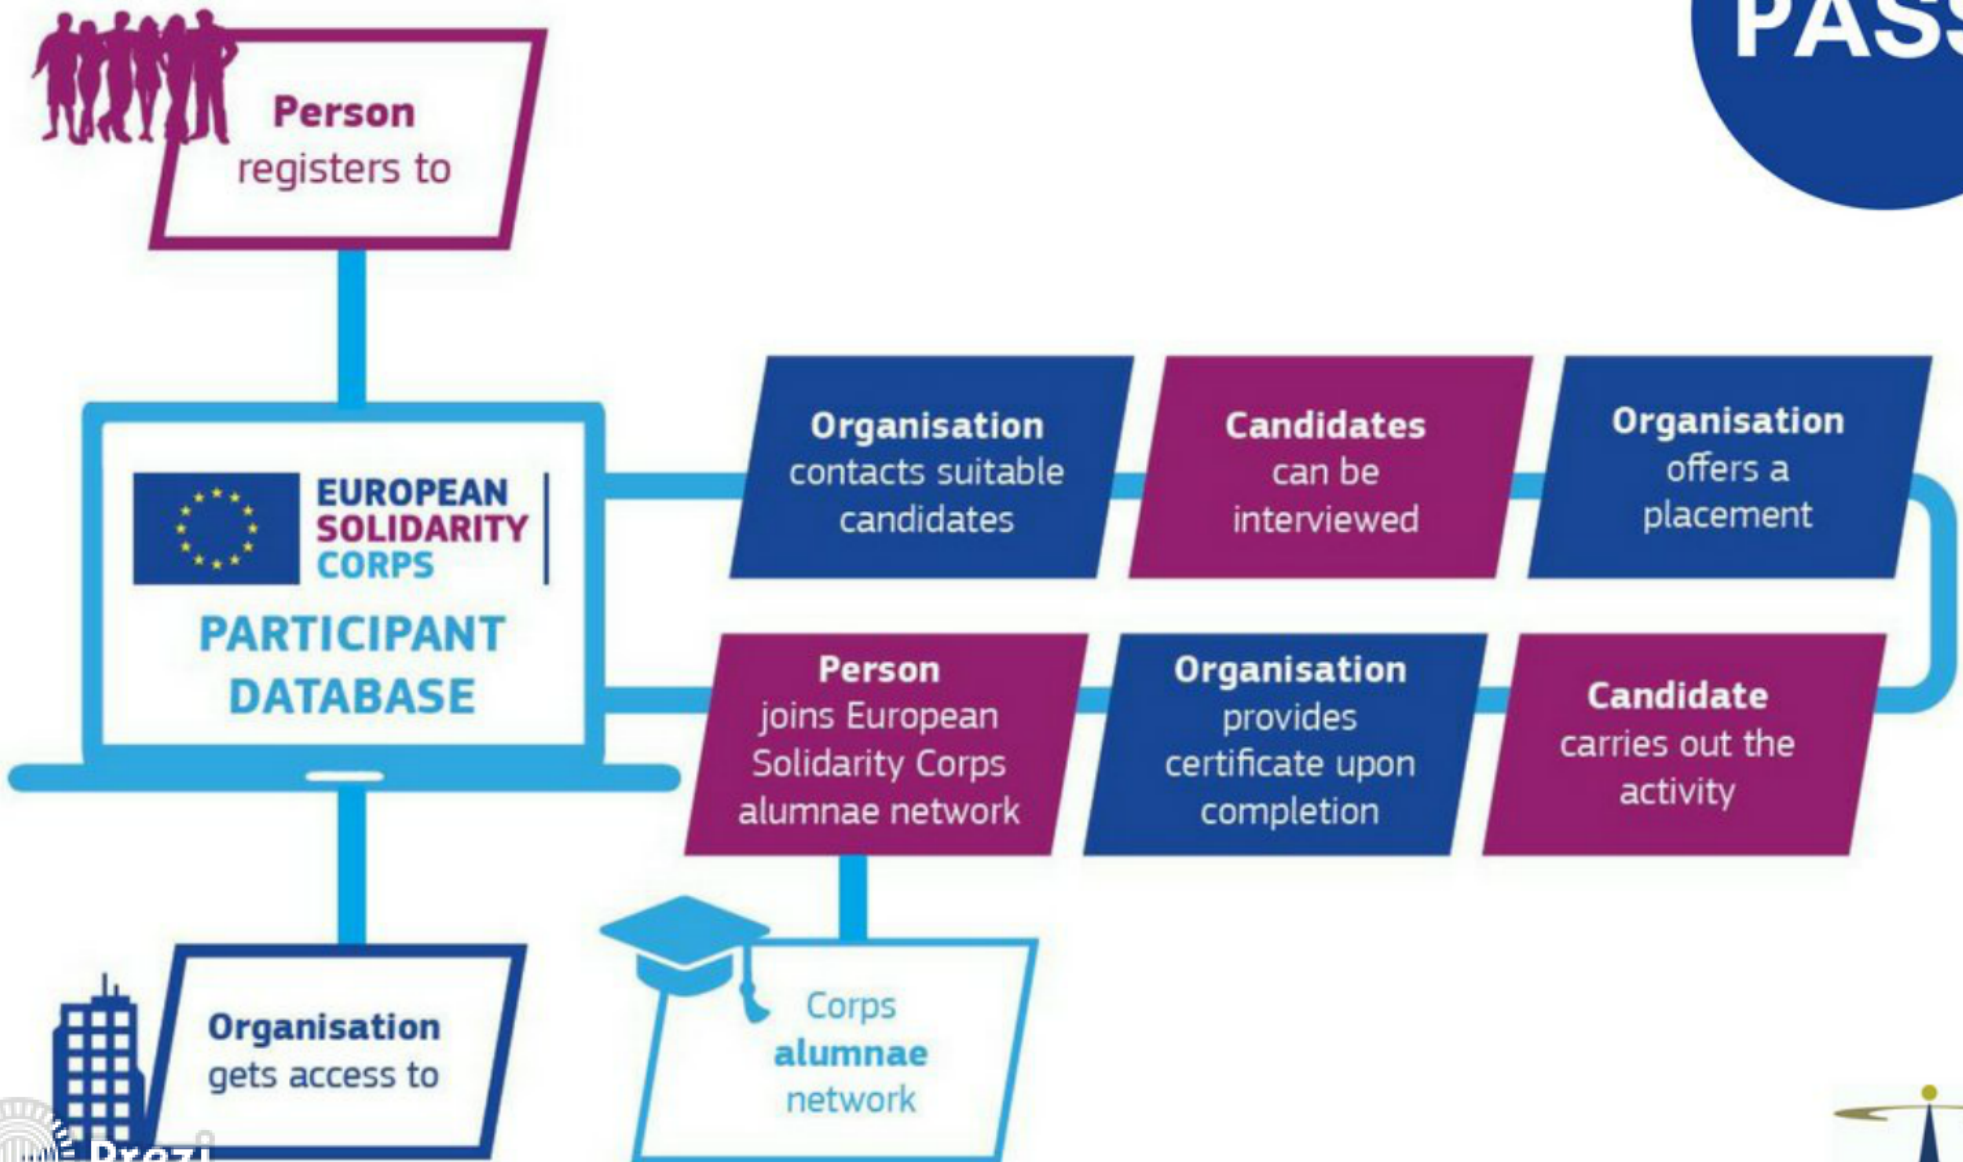 PASS
Person
registers to
EUROPEAN
SOLIDARITY
CORPS
PARTICIPANT
DATABASE
Organisation
contacts suitable
candidates
Candidates
can be
interviewed
Organisation
offers a
placement
Candidate
carries out the
activity
Organisation
provides
certificate upon
completion
Person
joins European
Solidarity Corps
alumnae network
Corps
alumnae
network
Organisation
gets access to
Prezi